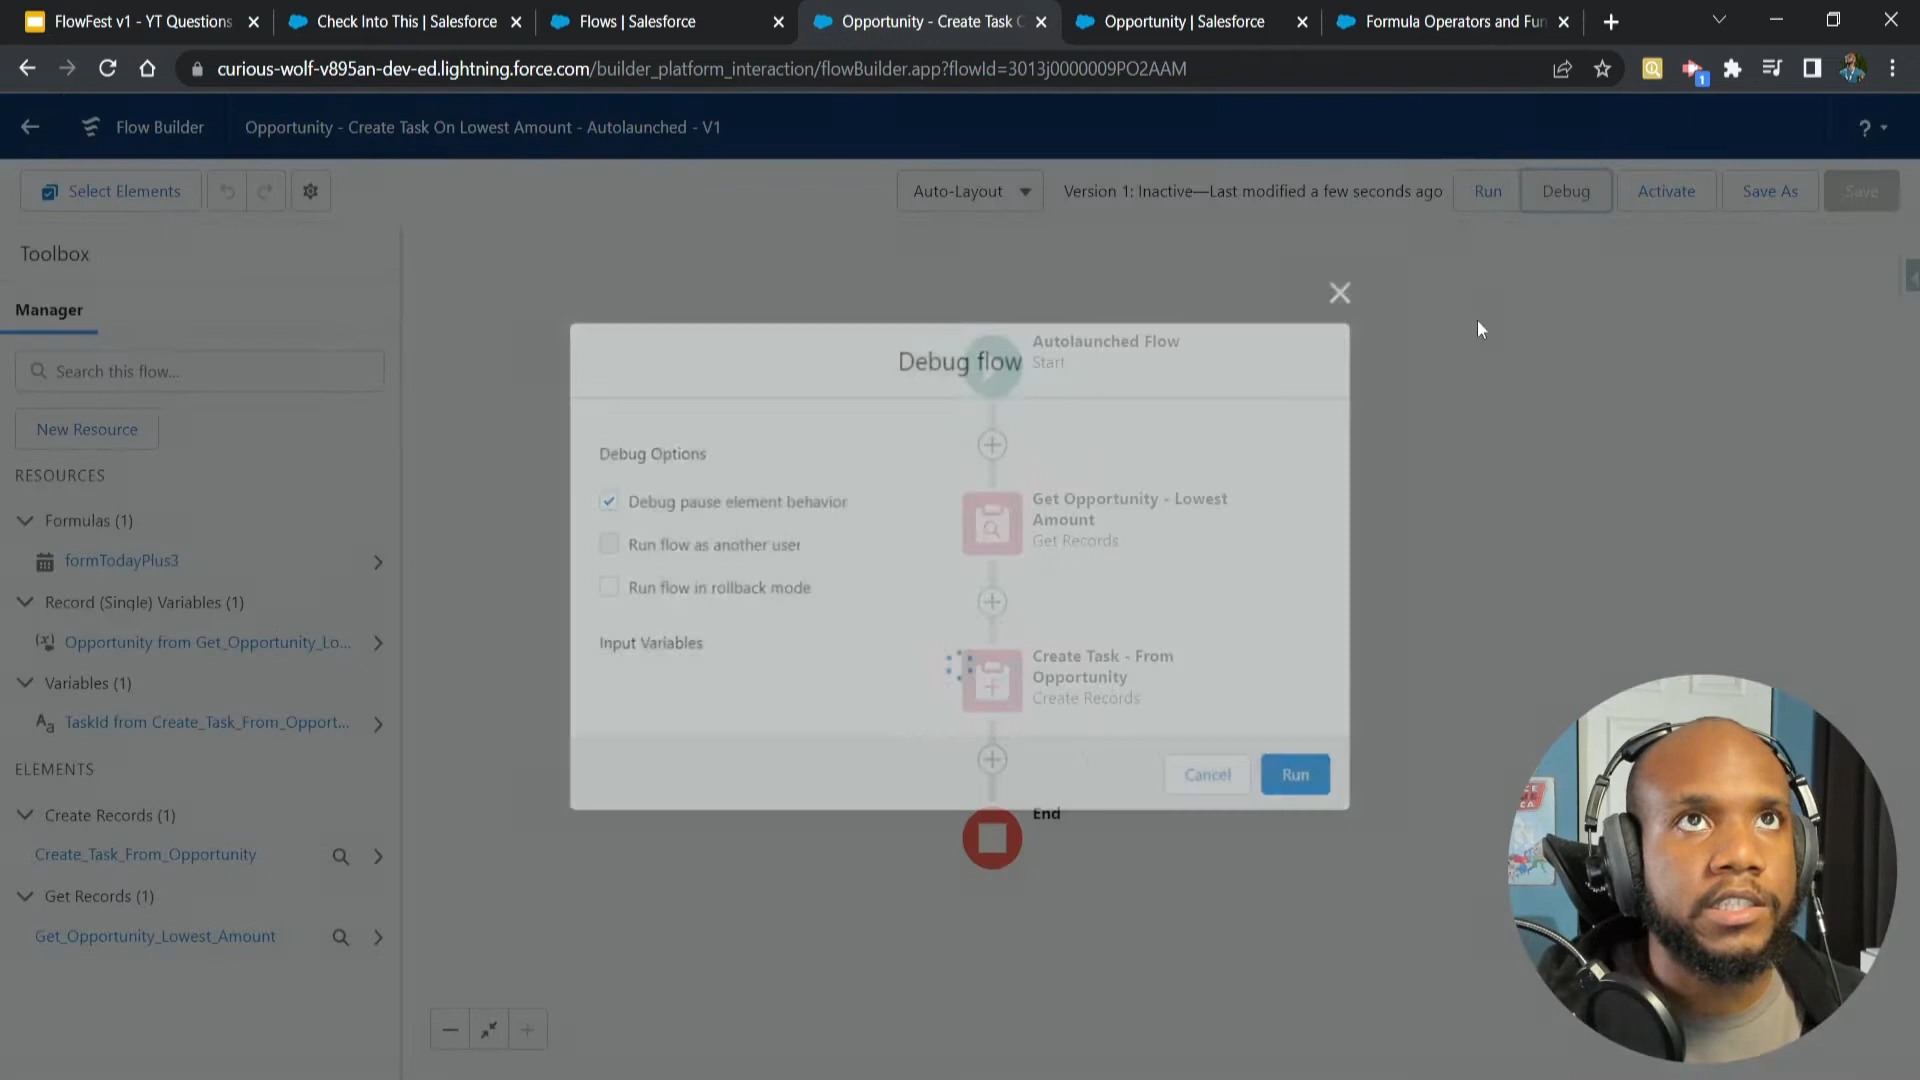 FlowFest v1 - YT Questions
Check Into This | Salesforce
Flows | Salesforce
Opportunity - Create Task
Opportunity | Salesforce
Formula Operators and Fun
curious-wolf-v895an-dev-ed.lightning.force.com/builder_platform_interaction/flowBuilder.app?flowId=3013j0000009PO2AAM
1
Flow Builder
Opportunity - Create Task On Lowest Amount - Autolaunched - V1
?
Select Elements
Auto-Layout
Version 1: Inactive—Last modified a few seconds ago
Run
Debug
Activate
Save As
Save
Toolbox
Manager
Search this flow...
New Resource
RESOURCES
Formulas (1)
formTodayPlus3
Record (Single) Variables (1)
Opportunity from Get_Opportunity_Lo...
Variables (1)
TaskId from Create_Task_From_Opport...
ELEMENTS
Create Records (1)
Create_Task_From_Opportunity
Get Records (1)
Get_Opportunity_Lowest_Amount
Debug flow
Debug Options
Debug pause element behavior
Run flow as another user
Run flow in rollback mode
Input Variables
Cancel
Run
Autolaunched Flow
Start
Get Opportunity - Lowest
Amount
Get Records
Create Task - From
Opportunity
Create Records
End